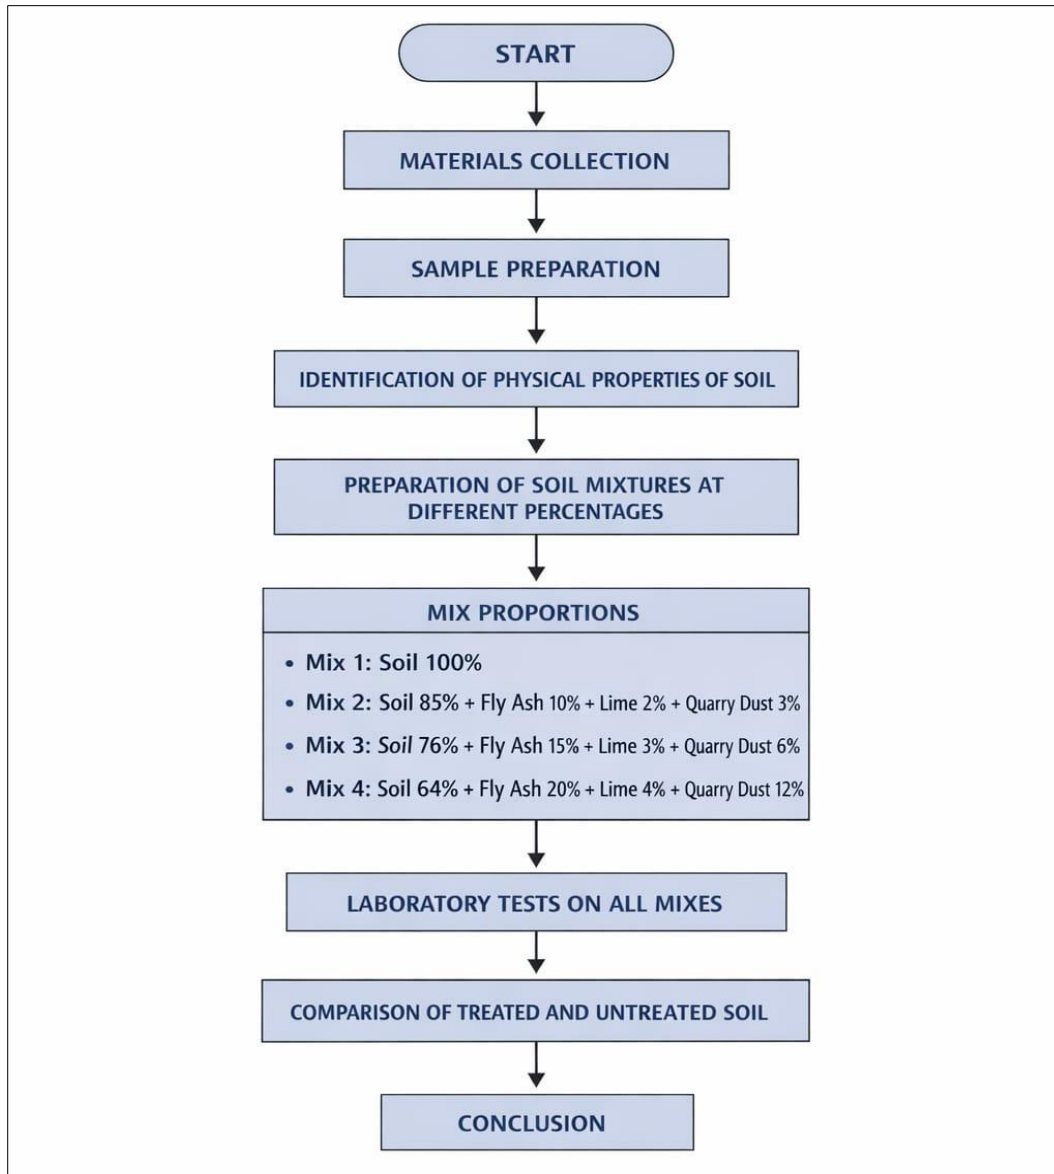 START
MATERIALS COLLECTION
SAMPLE PREPARATION
IDENTIFICATION OF PHYSICAL PROPERTIES OF SOIL
PREPARATION OF SOIL MIXTURES AT
DIFFERENT PERCENTAGES
MIX PROPORTIONS
• Mix 1: Soil 100%
• Mix 2: Soil 85% + Fly Ash 10% + Lime 2% + Quarry Dust 3%
• Mix 3: Soil 76% + Fly Ash 15% + Lime 3% + Quarry Dust 6%
• Mix 4: Soil 64% + Fly Ash 20% + Lime 4% + Quarry Dust 12%
LABORATORY TESTS ON ALL MIXES
COMPARISON OF TREATED AND UNTREATED SOIL
CONCLUSION